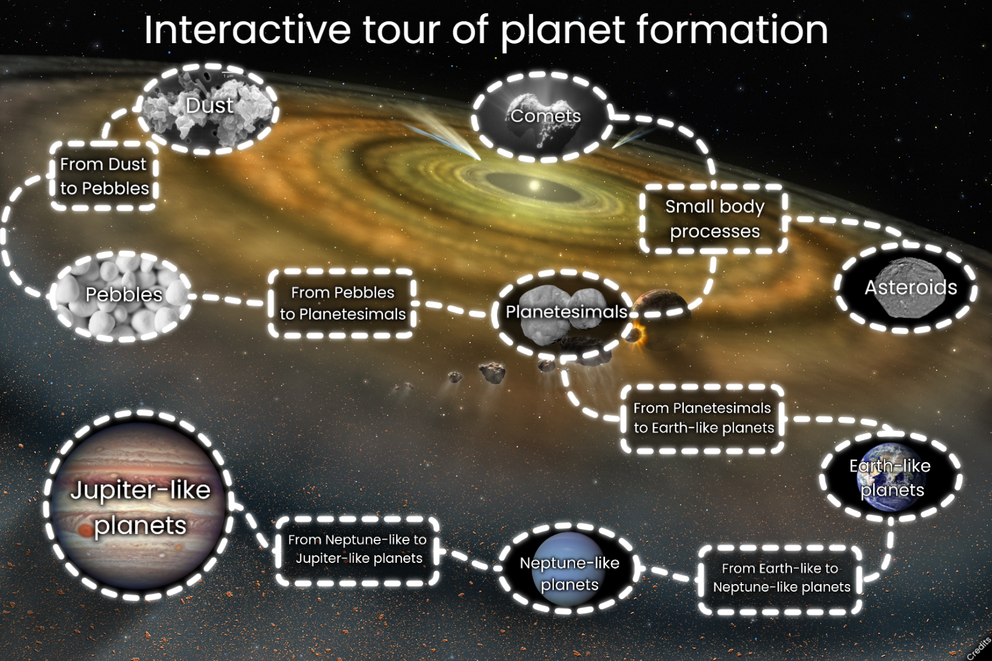 Interactive tour of planet formation
Dust
Comets
From Dust
to Pebbles
Small body
processes
Pebbles
From Pebbles
to Planetesimals
Planetesimals
Asteroids
From Planetesimals
to Earth-like planets
Earth-like
planets
Jupiter-like
planets
From Neptune-like to
Jupiter-like planets
Neptune-like
planets
From Earth-like to
Neptune-like planets
Credits